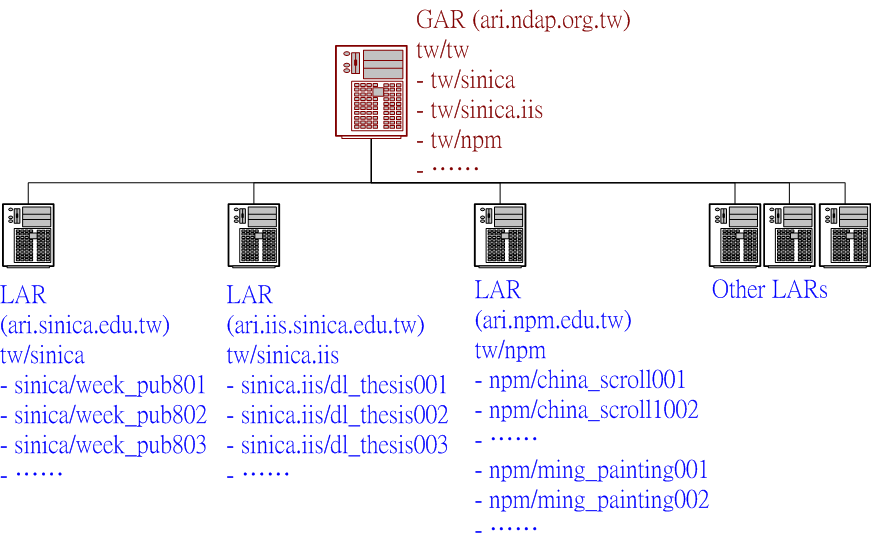 GAR (ari.ndap.org.tw)
tw/tw
- tw/sinica
- tw/sinica.iis
- tw/npm
- ······
LAR
(ari.sinica.edu.tw)
tw/sinica
- sinica/week_pub801
- sinica/week_pub802
- sinica/week_pub803
- ······
LAR
(ari.iis.sinica.edu.tw)
tw/sinica.iis
- sinica.iis/dl_thesis001
- sinica.iis/dl_thesis002
- sinica.iis/dl_thesis003
- ······
LAR
(ari.npm.edu.tw)
tw/npm
- npm/china_scroll001
- npm/china_scroll1002
- ······
- npm/ming_painting001
- npm/ming_painting002
- ······
Other LARs